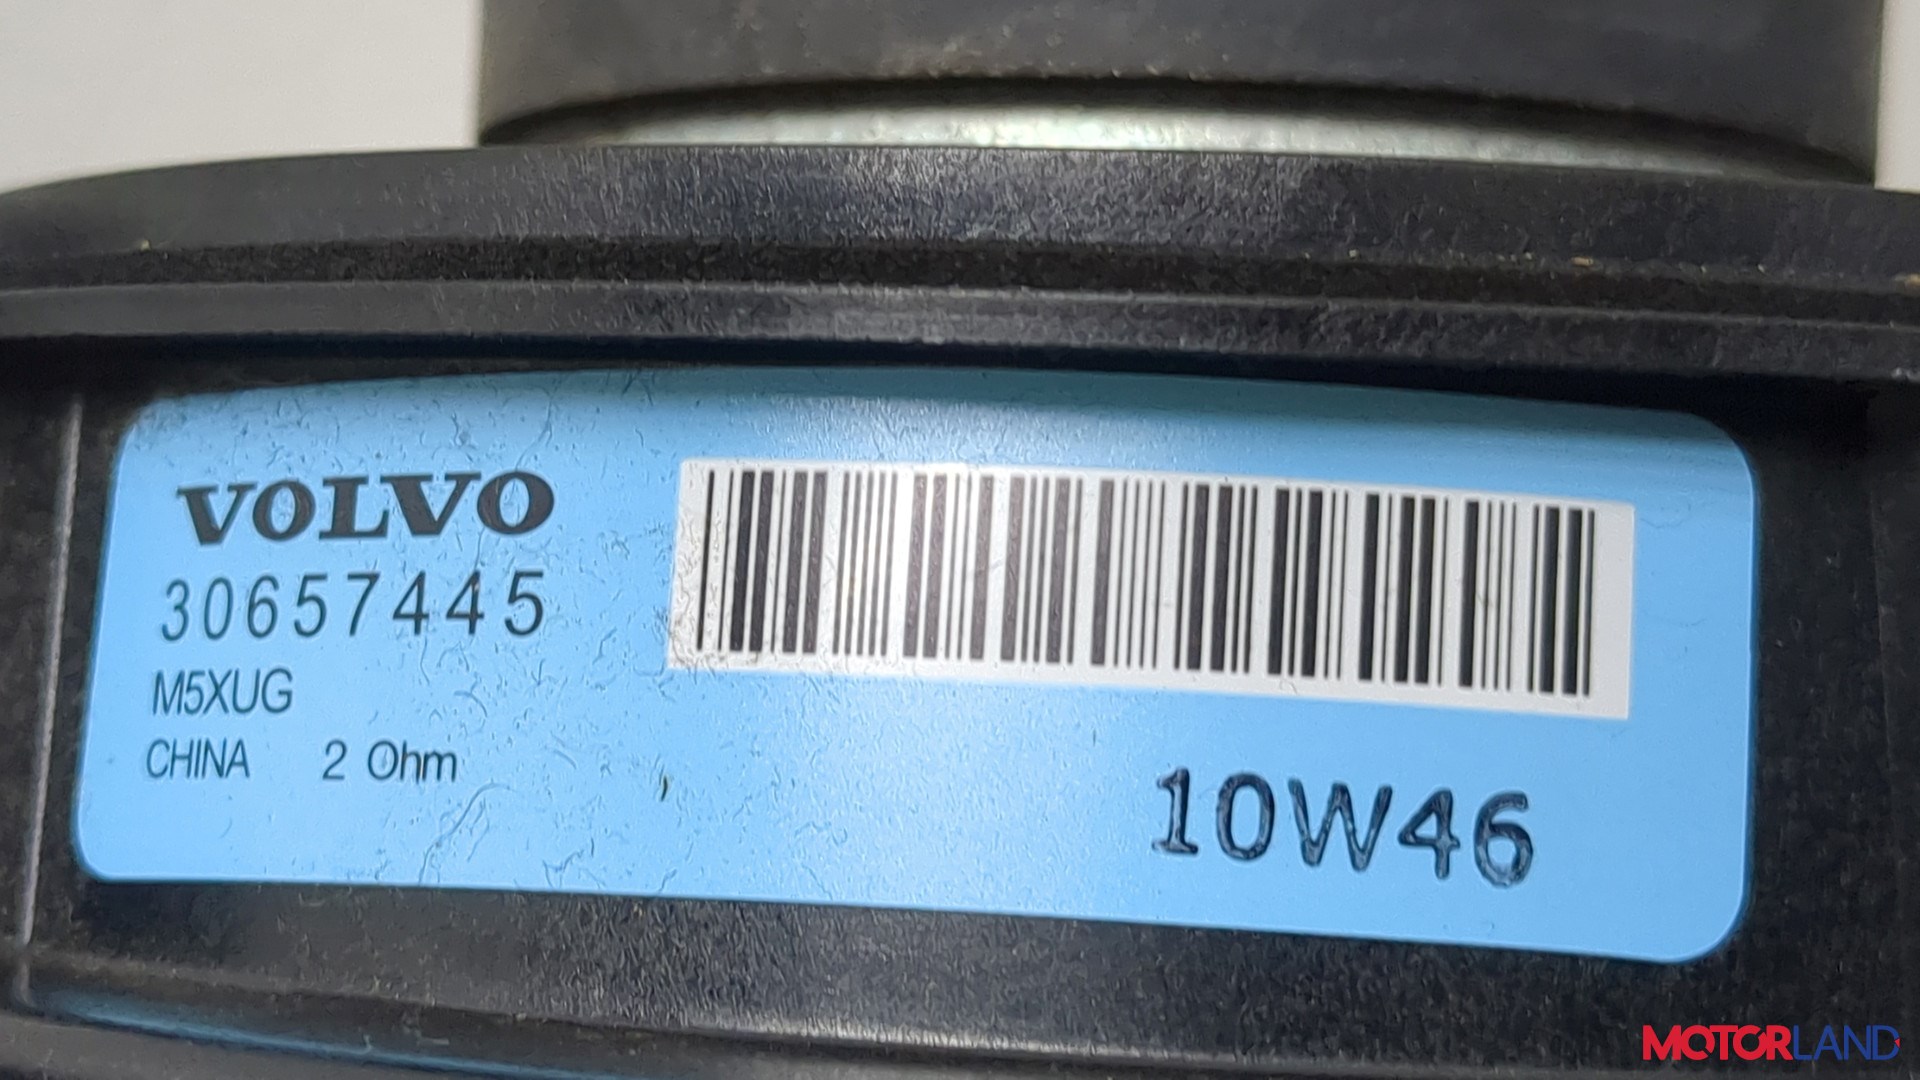 VOLVO
30657445
M5XUG
CHINA 2 Ohm
10W46
MOTORLAND